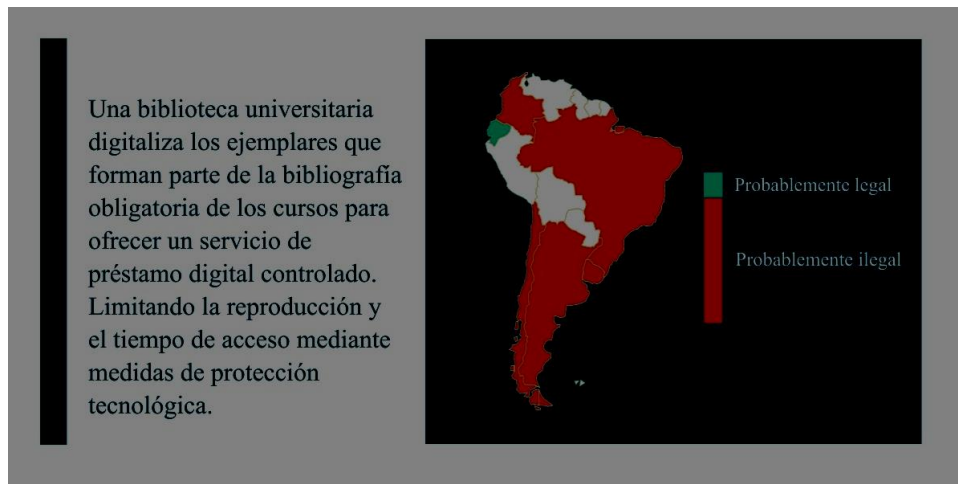 Una biblioteca universitaria
digitaliza los ejemplares que
forman parte de la bibliografía
obligatoria de los cursos para
ofrecer un servicio de
préstamo digital controlado.
Limitando la reproducción y
el tiempo de acceso mediante
medidas de protección
tecnológica.
Probablemente legal
Probablemente ilegal